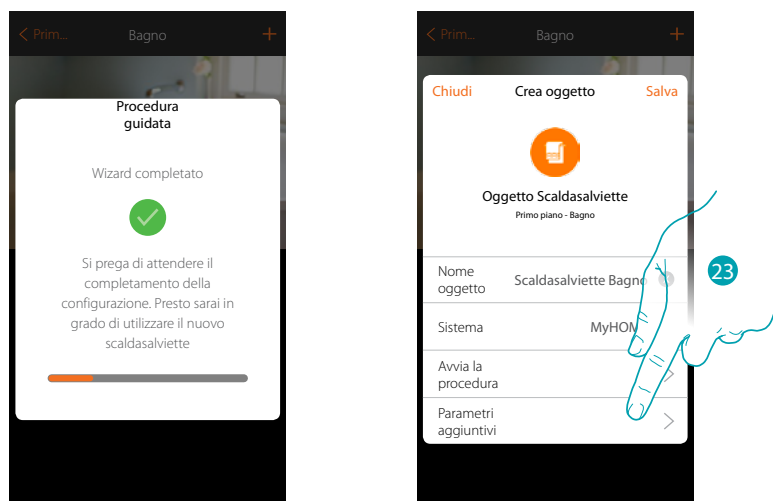 Prim...
Bagno
Procedura
guidata
Wizard completato
Si prega di attendere il
completamento della
configurazione. Presto sarai in
grado di utilizzare il nuovo
scaldasalviette
Prim...
Bagno
Chiudi
Crea oggetto
Salva
Oggetto Scaldasalviette
Primo piano - Bagno
Nome
oggetto
Scaldasalviette Bagno
Sistema
MyHOM
Avvia la
procedura
Parametri
aggiuntivi
23